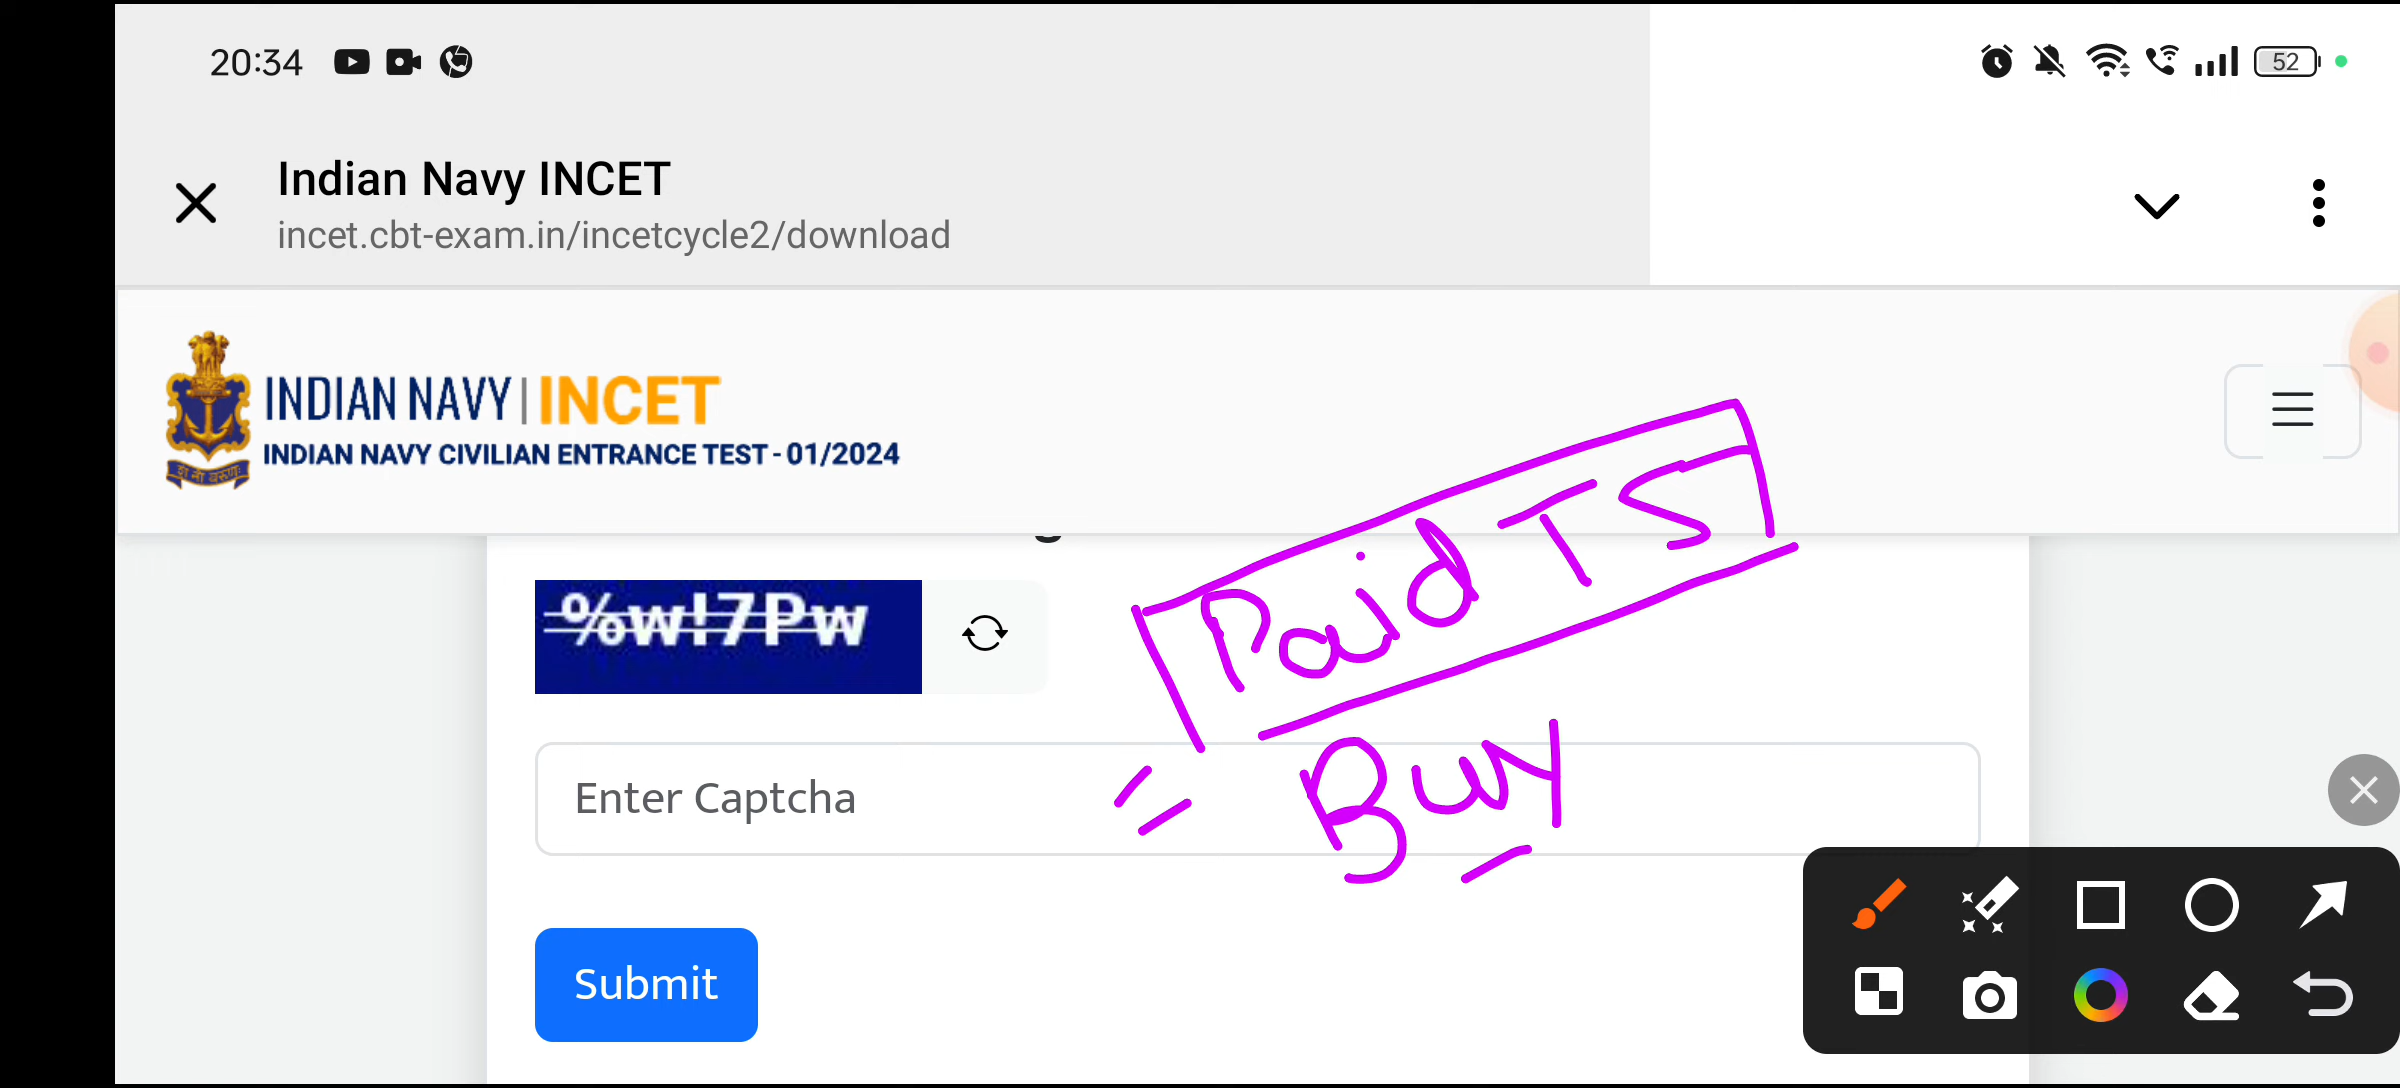 20:34
52
Indian Navy INCET
incet.cbt-exam.in/incetcycle2/download
INDIAN NAVY | INCET
INDIAN NAVY CIVILIAN ENTRANCE TEST - 01/2024
Paid TS
%w!7Pw
Buy
Enter Captcha
Submit